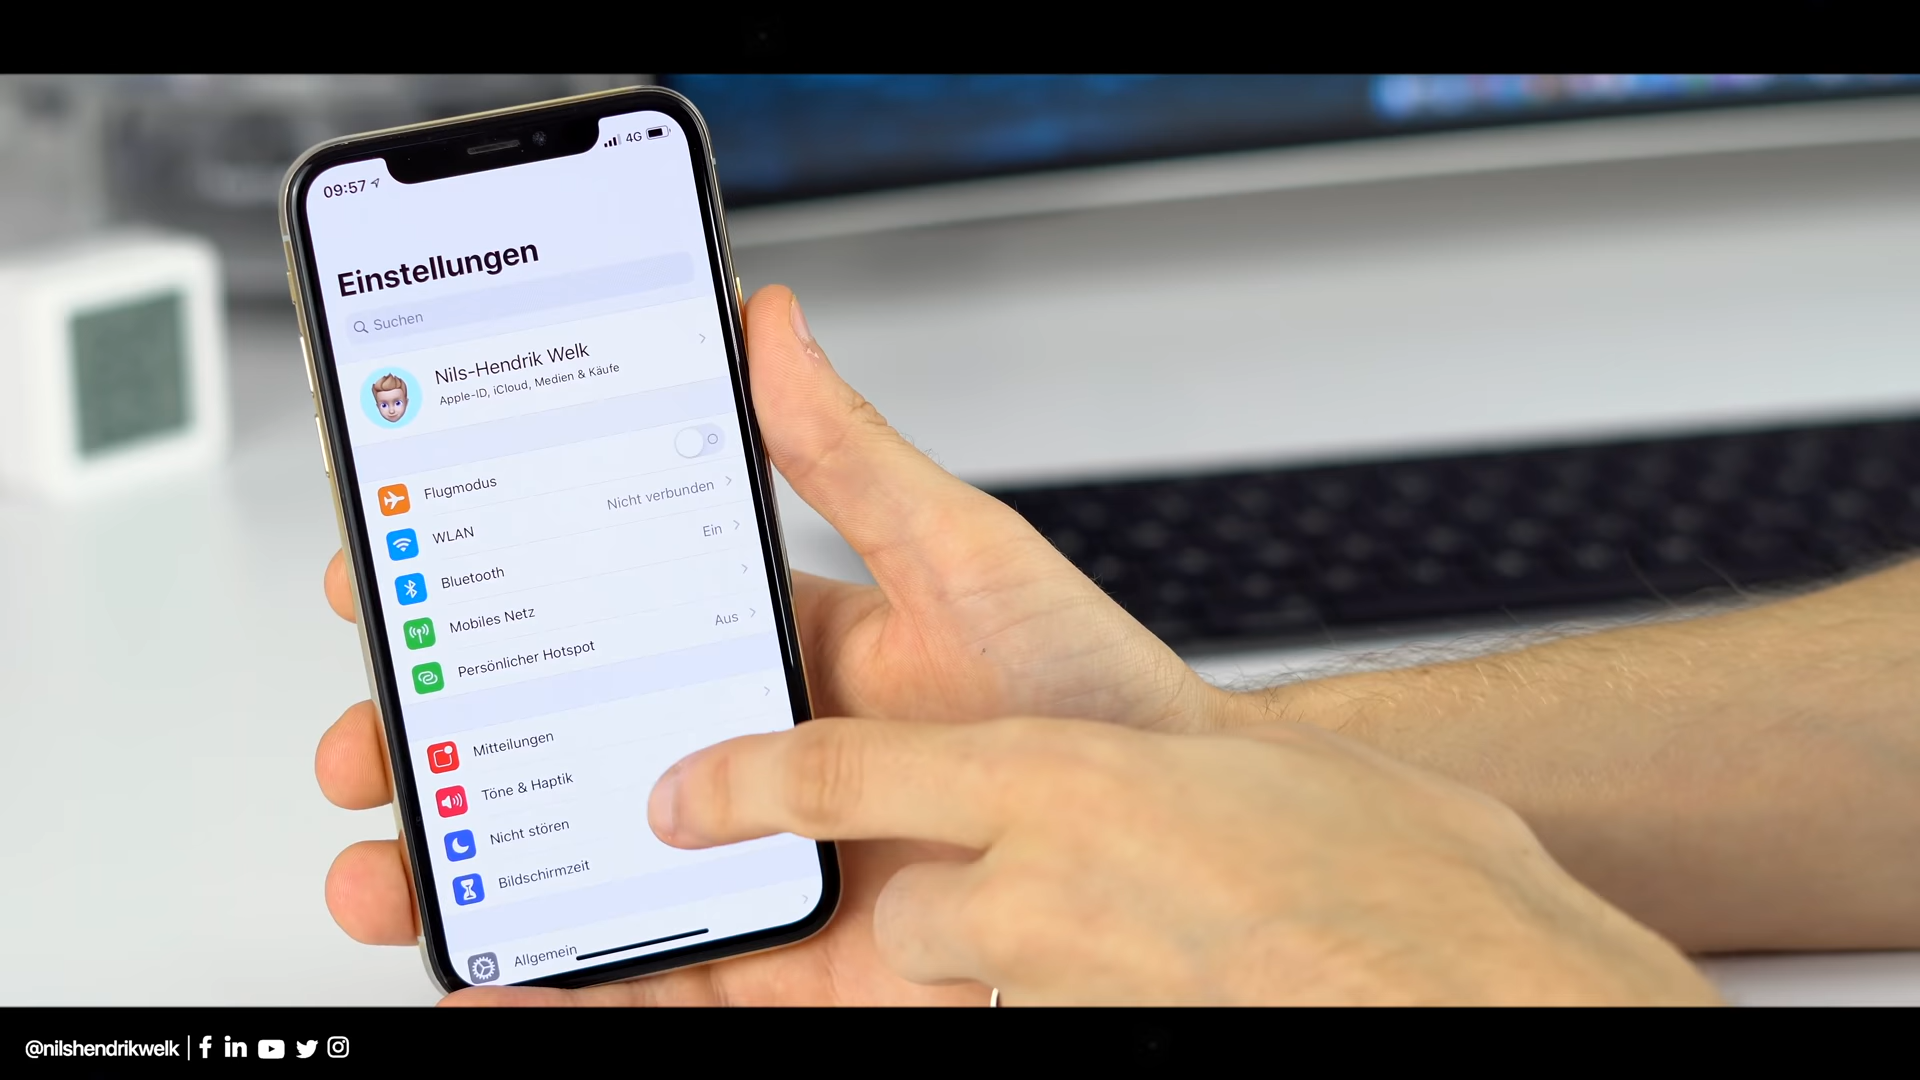 09:57
4G
Einstellungen
Suchen
Nils-Hendrik Welk
Apple-ID, iCloud, Medien & Käufe
Flugmodus
WLAN Nicht verbunden
Bluetooth Ein
Mobiles Netz
Persönlicher Hotspot Aus
Mitteilungen
Töne & Haptik
Nicht stören
Bildschirmzeit
Allgemein
@nilshendrikwelk